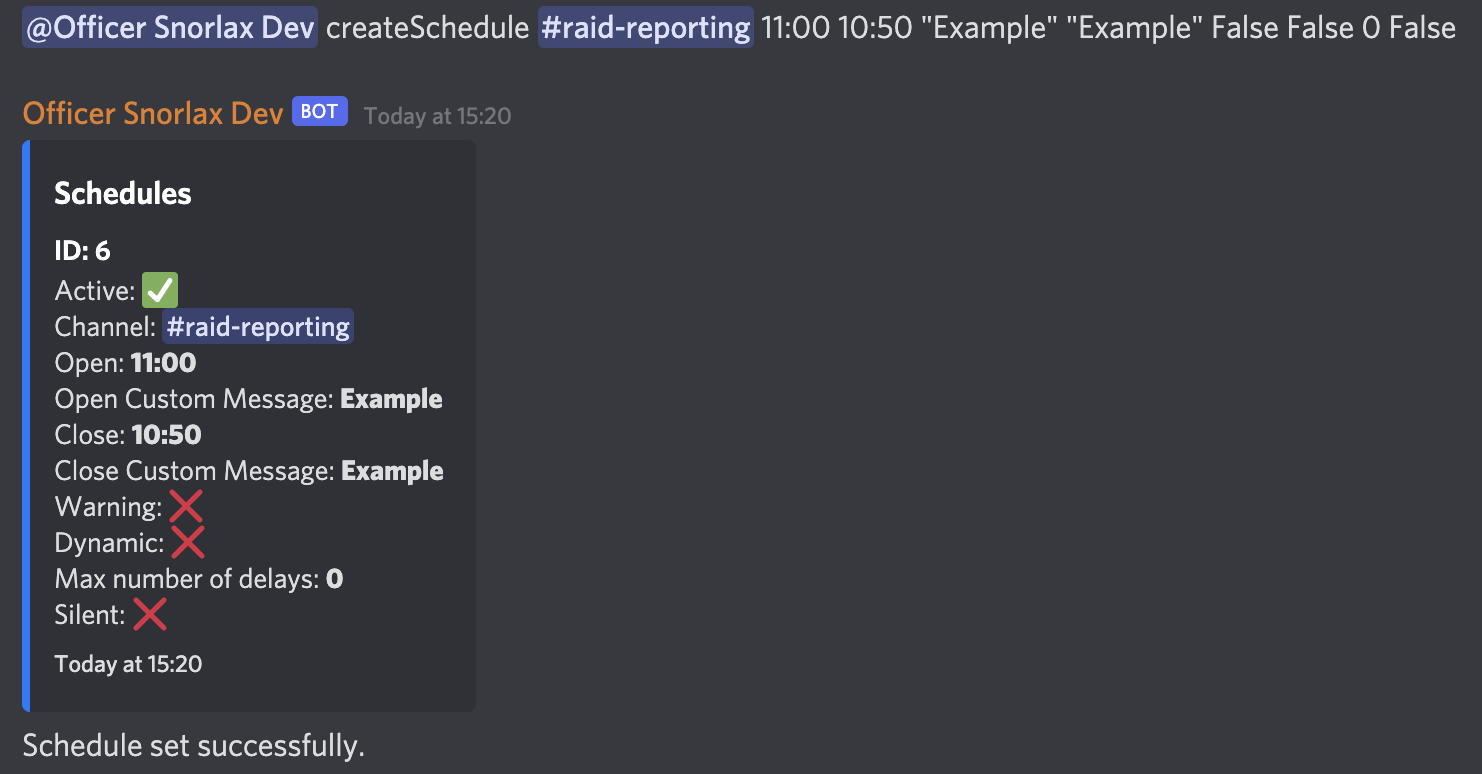 @Officer Snorlax Dev createSchedule #raid-reporting 11:00 10:50 "Example" "Example" False False 0 False
Officer Snorlax Dev BOT Today at 15:20
Schedules
ID: 6
Active: ✅
Channel: #raid-reporting
Open: 11:00
Open Custom Message: Example
Close: 10:50
Close Custom Message: Example
Warning: ❌
Dynamic: ❌
Max number of delays: 0
Silent: ❌
Today at 15:20
Schedule set successfully.